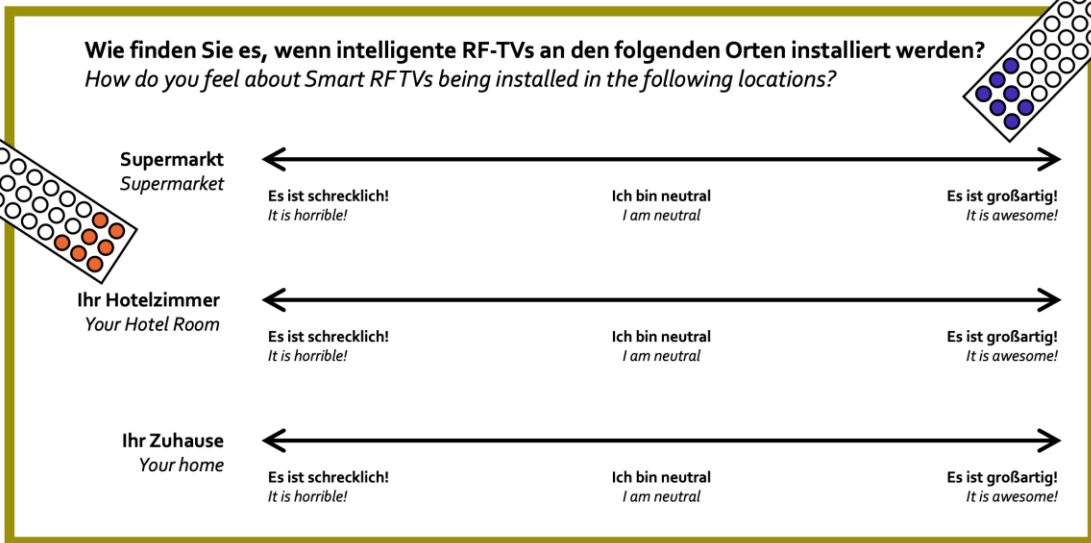 Wie finden Sie es, wenn intelligente RF-TVs an den folgenden Orten installiert werden?
How do you feel about Smart RF TVs being installed in the following locations?
Supermarkt
Supermarket
Es ist schrecklich!
It is horrible!
Ich bin neutral
I am neutral
Es ist großartig!
It is awesome!
Ihr Hotelzimmer
Your Hotel Room
Es ist schrecklich!
It is horrible!
Ich bin neutral
I am neutral
Es ist großartig!
It is awesome!
Ihr Zuhause
Your home
Es ist schrecklich!
It is horrible!
Ich bin neutral
I am neutral
Es ist großartig!
It is awesome!